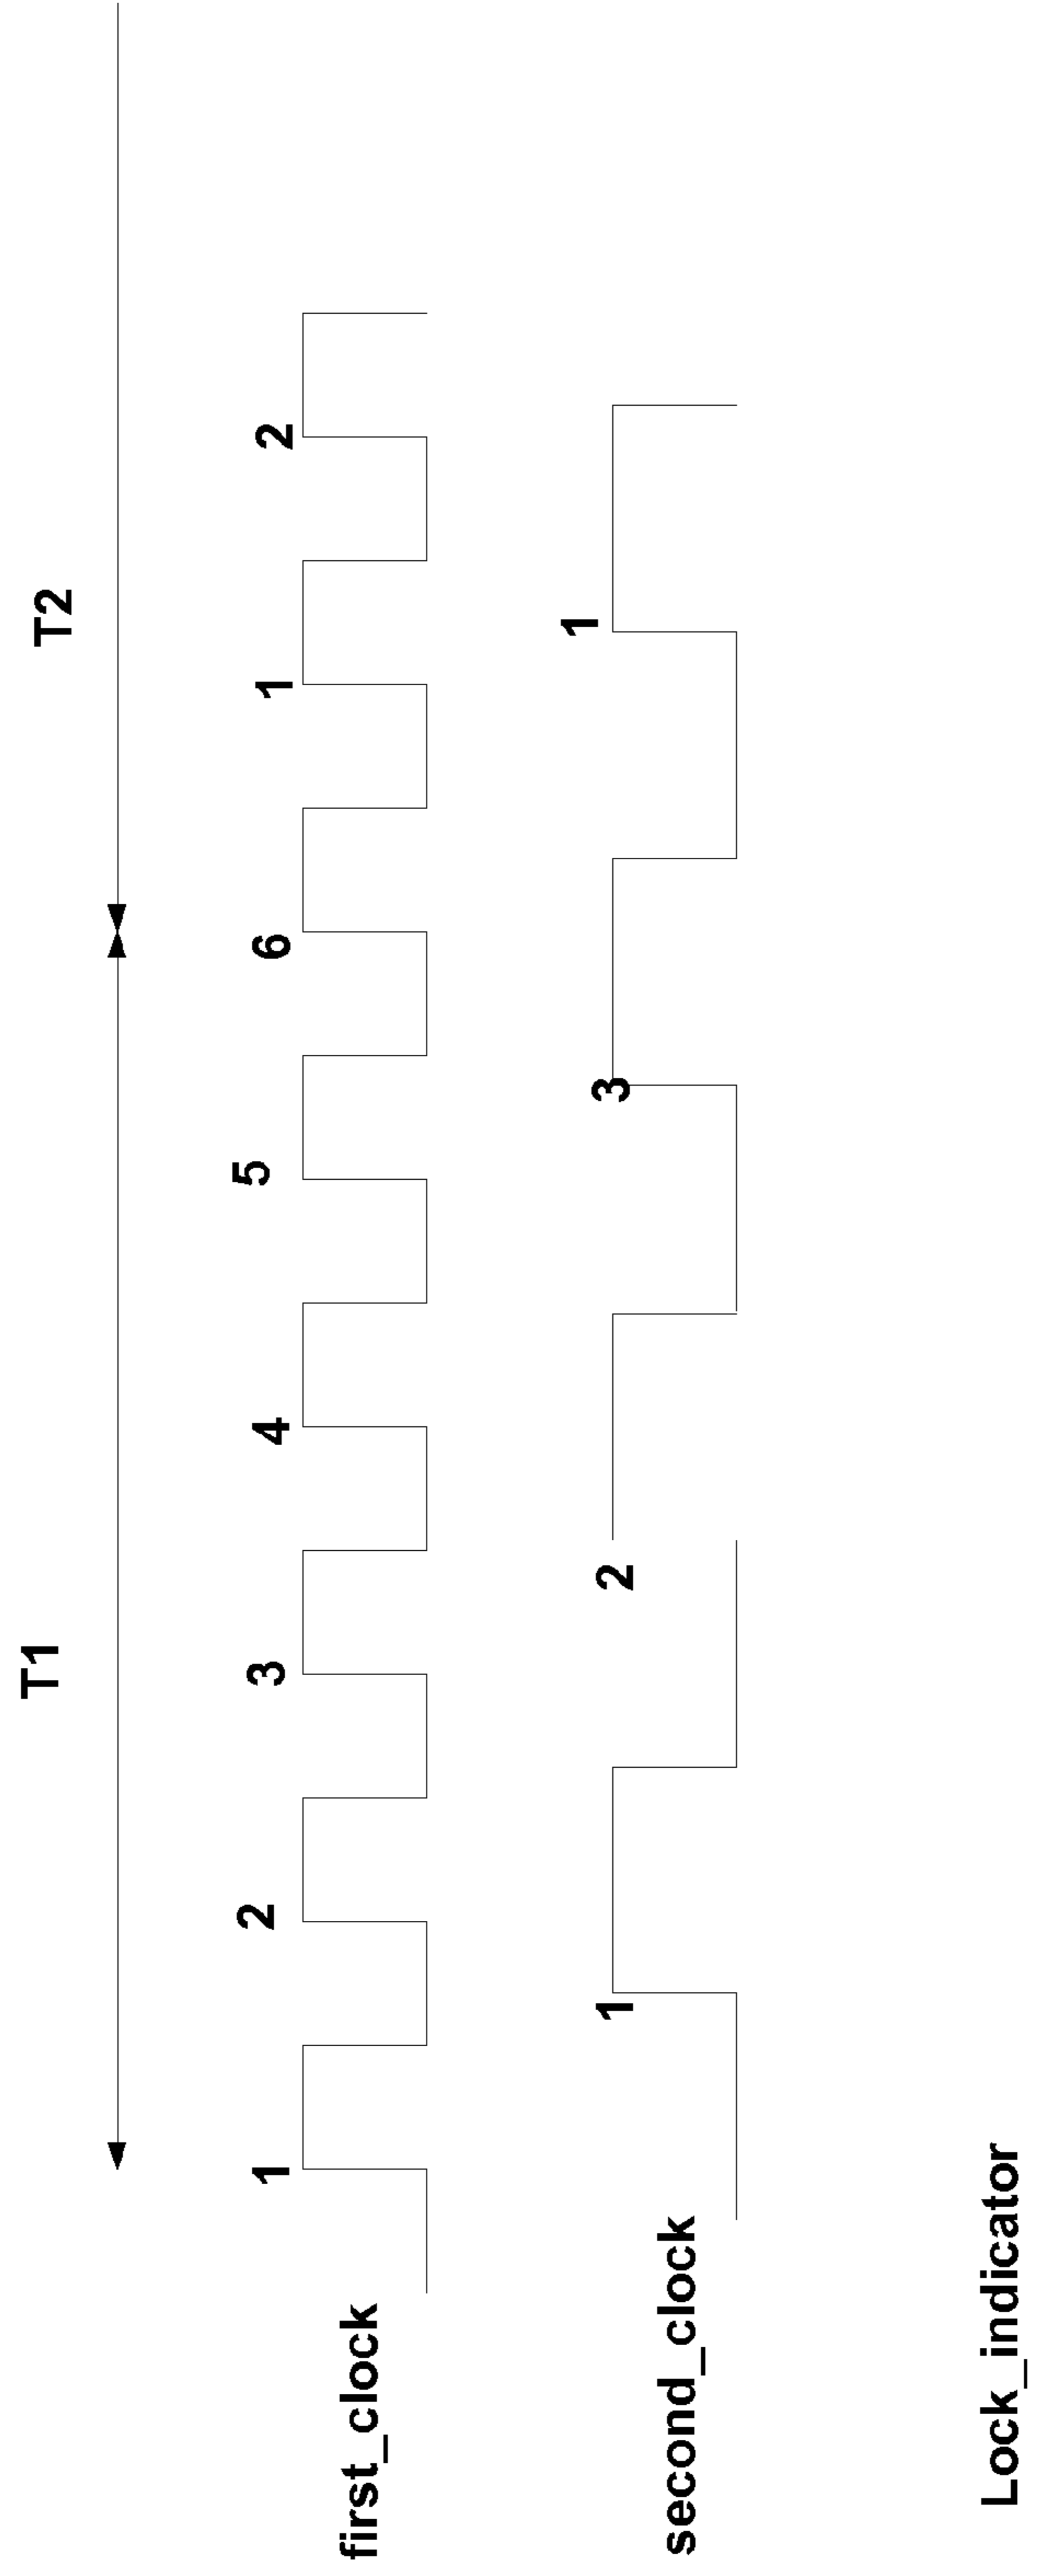 T1 T2
1 2 3 4 5 6 1 2
first_clock
1 2 3 1
second_clock
Lock_indicator